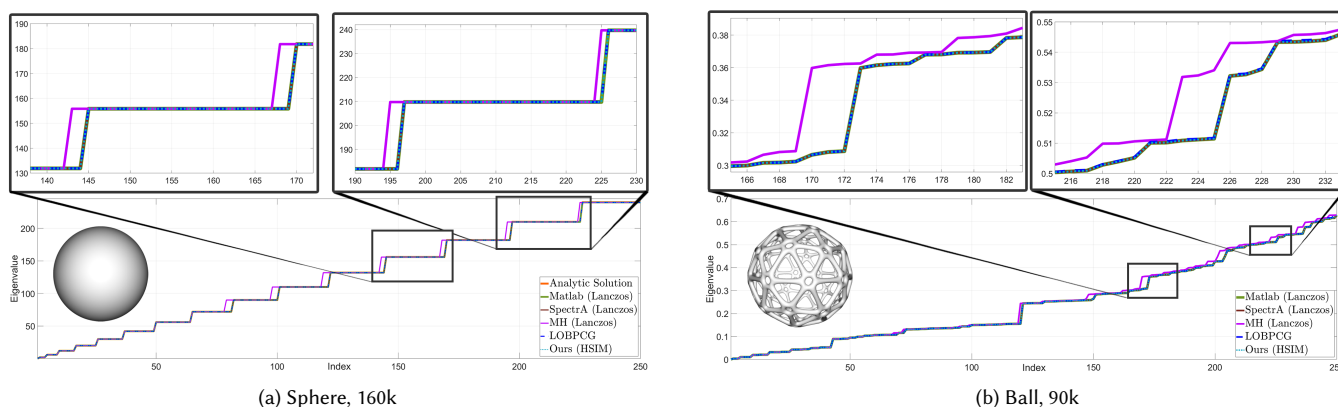 190
180
170
160
150
140
130
140 145 150 155 160 165 170
240
230
220
210
200
190
180
190 195 200 205 210 215 220 225 230
200
150
100
50
Eigenvalue
50 100 150 200 250
Index
Analytic Solution
Matlab (Lanczos)
SpectrA (Lanczos)
MH (Lanczos)
LOBPCG
Ours (HSIM)
(a) Sphere, 160k
0.38
0.36
0.34
0.32
0.3
166 168 170 172 174 176 178 180 182
0.55
0.54
0.53
0.52
0.51
0.5
216 218 220 222 224 226 228 230 232
0.7
0.6
0.5
0.4
0.3
0.2
0.1
0
Eigenvalue
50 100 150 200 250
Index
Matlab (Lanczos)
SpectrA (Lanczos)
MH (Lanczos)
LOBPCG
Ours (HSIM)
(b) Ball, 90k